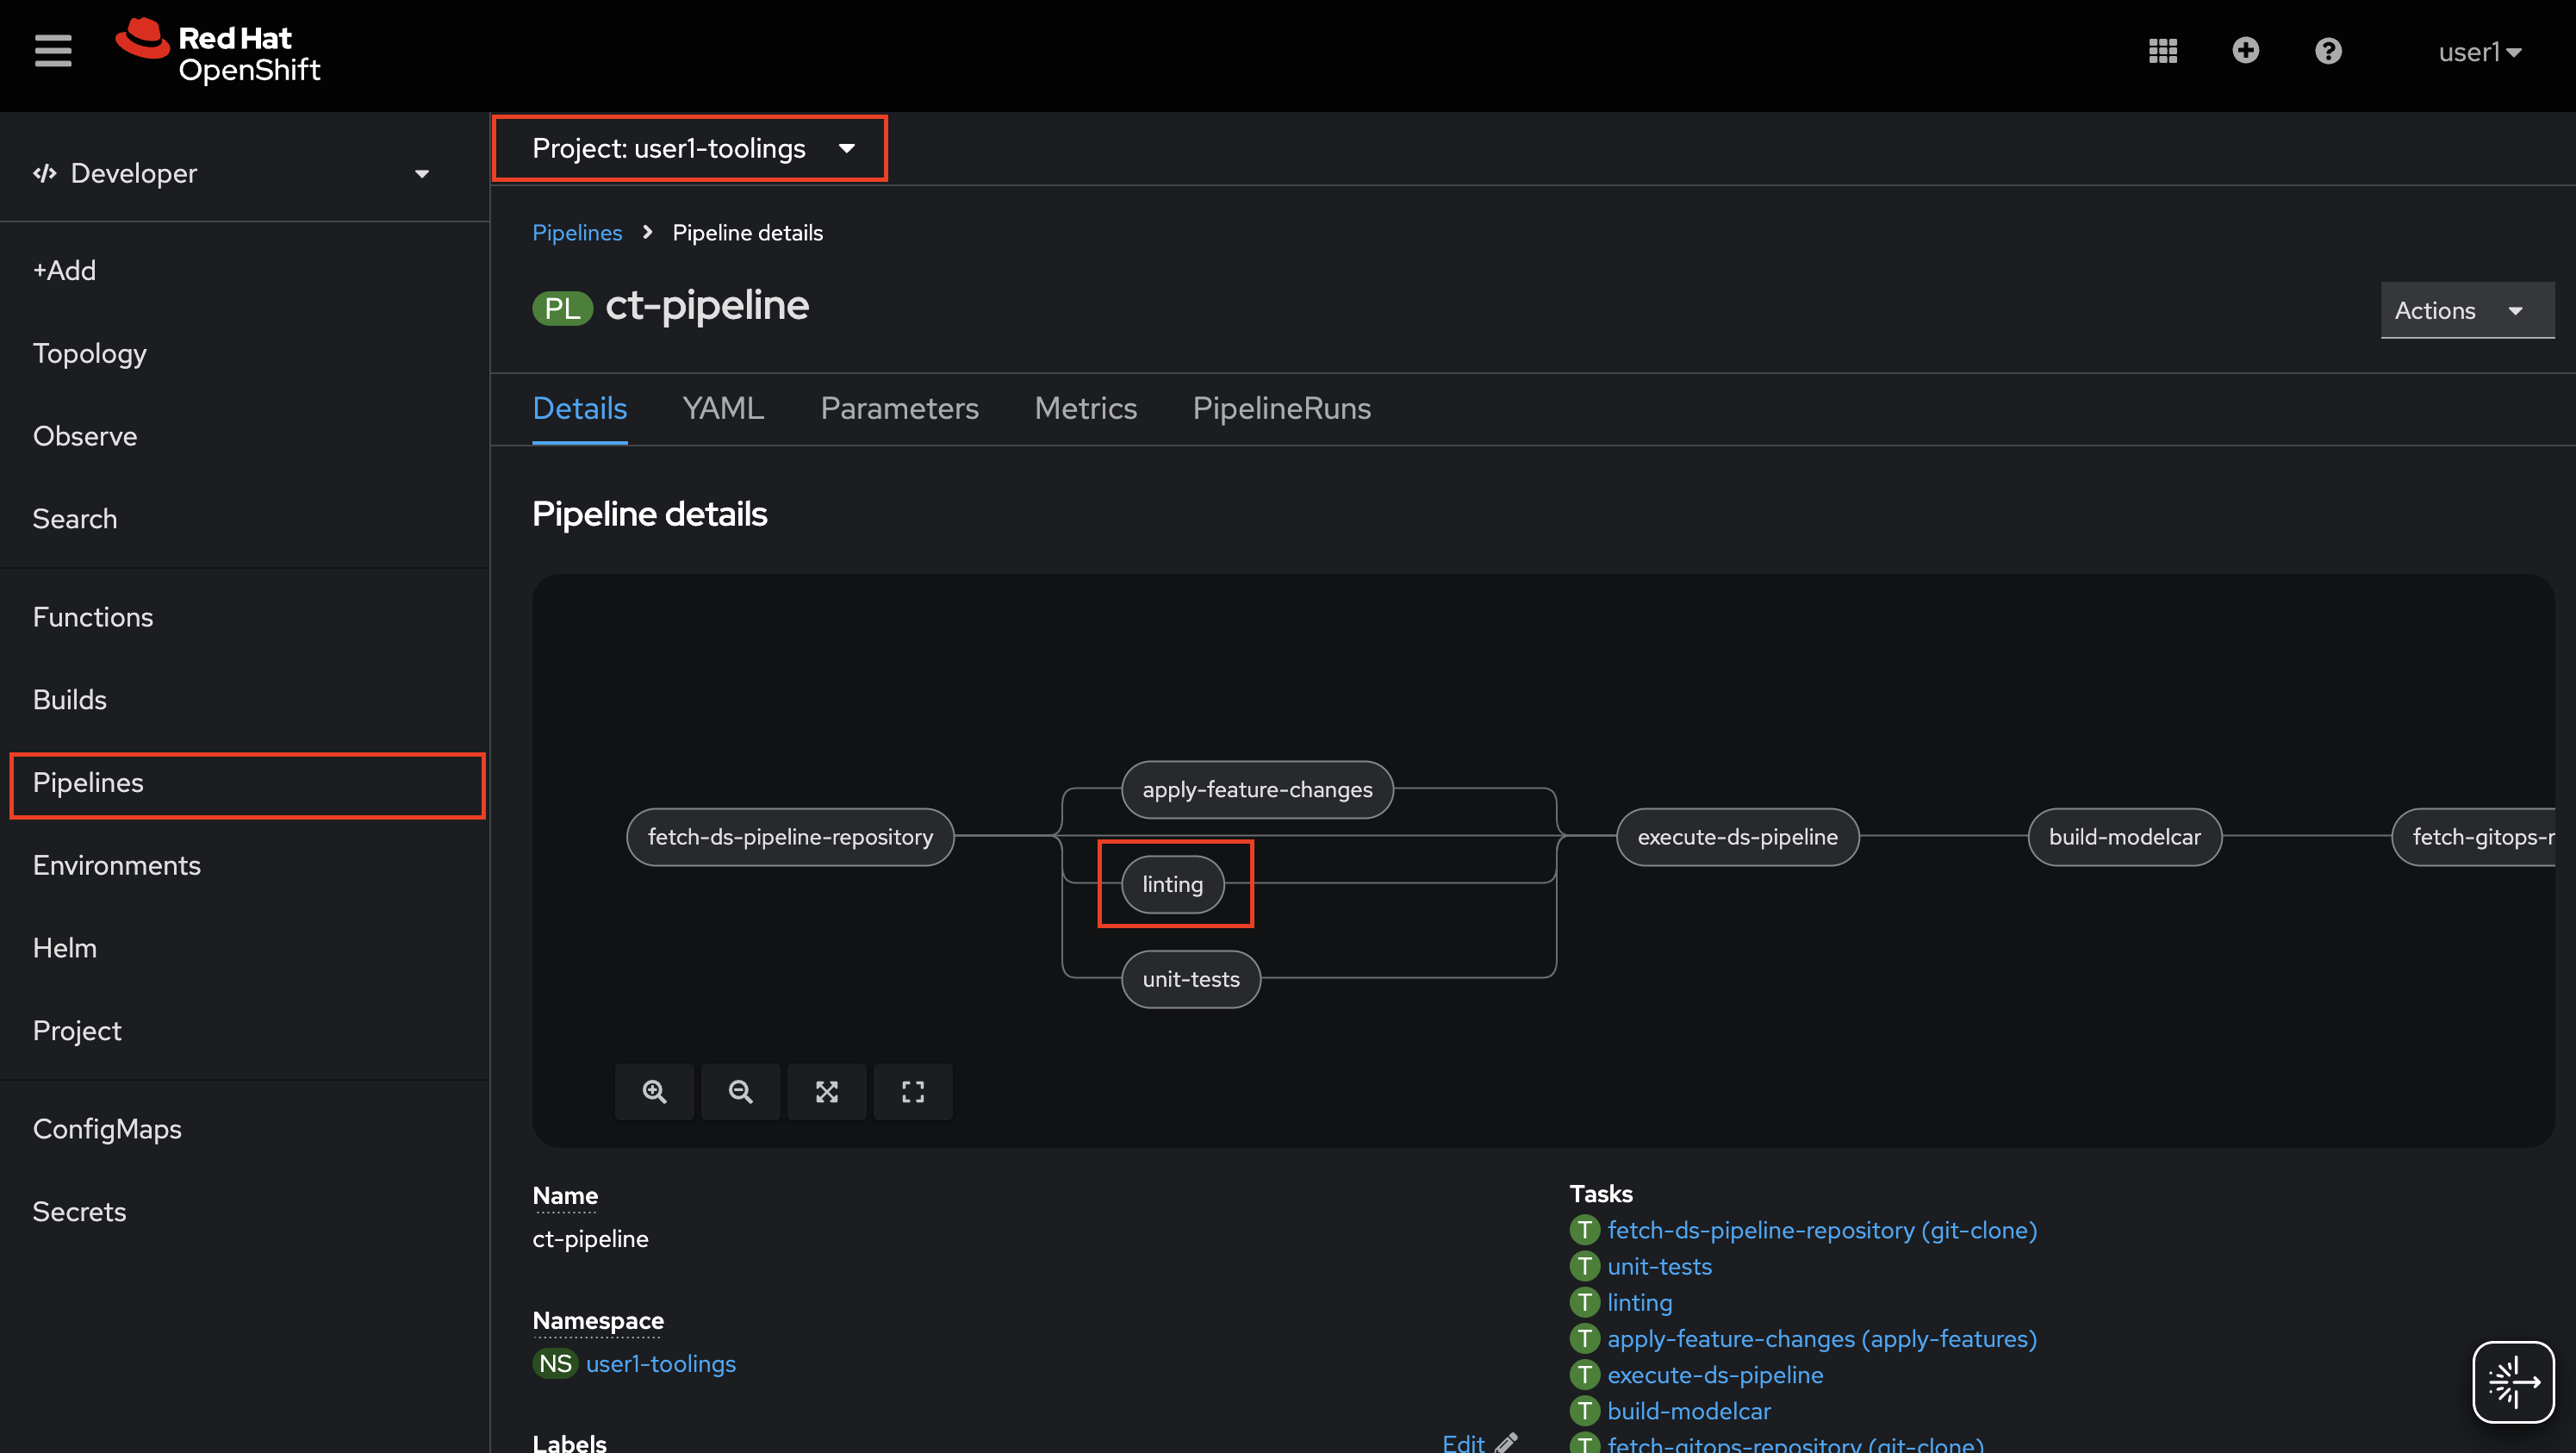 Red Hat
OpenShift
user1
Developer
Project: user1-toolings
+Add
Topology
Observe
Search
Functions
Builds
Pipelines
Environments
Helm
Project
ConfigMaps
Secrets
Pipelines
Pipeline details
PL ct-pipeline
Actions
Details YAML Parameters Metrics PipelineRuns
Pipeline details
apply-feature-changes
fetch-ds-pipeline-repository
execute-ds-pipeline
build-modelcar
fetch-gitops-r
linting
unit-tests
Name
ct-pipeline
Namespace
NS user1-toolings
Labels
Edit
Tasks
T fetch-ds-pipeline-repository (git-clone)
T unit-tests
T linting
T apply-feature-changes (apply-features)
T execute-ds-pipeline
T build-modelcar
T fetch-gitops-repository (git-clone)